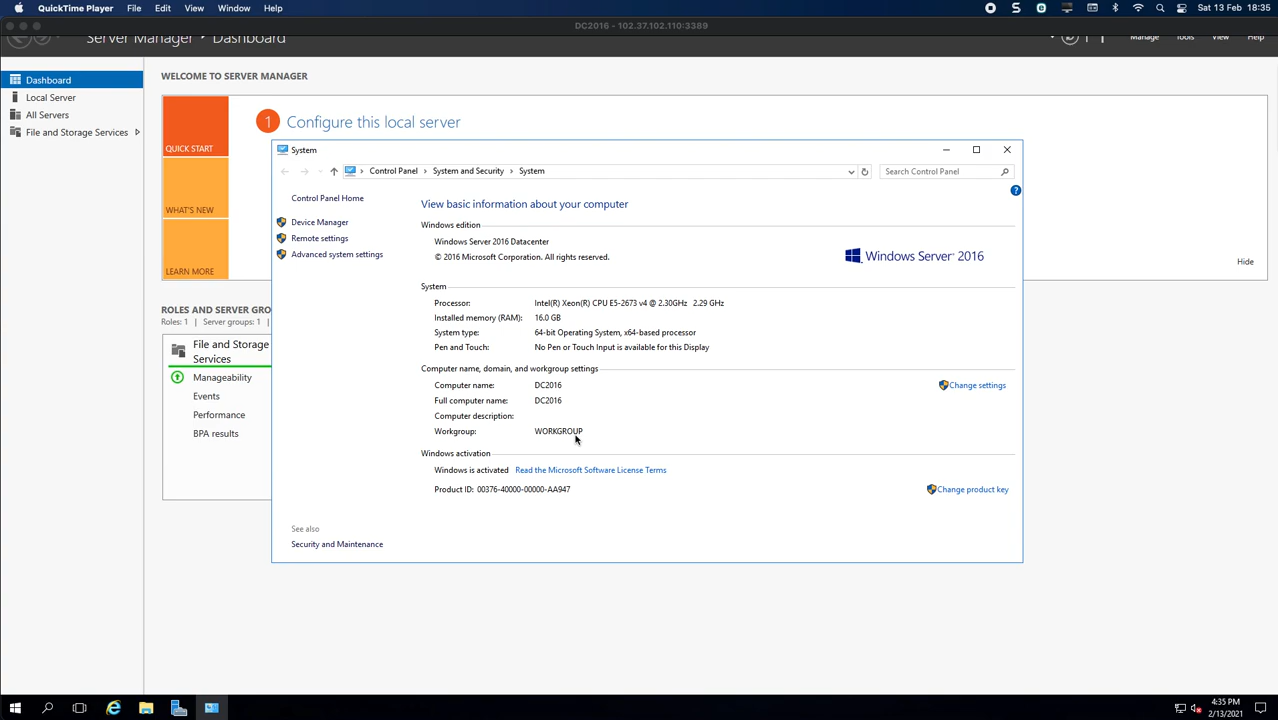 QuickTime Player File Edit View Window Help Sat 13 Feb 18:35
DC2016 - 102.37.102.110:3389
Server Manager · Dashboard Manage Tools View Help
Dashboard
Local Server
All Servers
File and Storage Services
WELCOME TO SERVER MANAGER
QUICK START
WHAT'S NEW
LEARN MORE
1 Configure this local server
Hide
ROLES AND SERVER GRO
Roles: 1 | Server groups: 1 |
File and Storage
Services
Manageability
Events
Performance
BPA results
System
Control Panel System and Security System Search Control Panel
Control Panel Home
Device Manager
Remote settings
Advanced system settings
See also
Security and Maintenance
View basic information about your computer
Windows edition
Windows Server 2016 Datacenter
© 2016 Microsoft Corporation. All rights reserved.
Windows Server® 2016
System
Processor: Intel(R) Xeon(R) CPU E5-2673 v4 @ 2.30GHz 2.29 GHz
Installed memory (RAM): 16.0 GB
System type: 64-bit Operating System, x64-based processor
Pen and Touch: No Pen or Touch Input is available for this Display
Computer name, domain, and workgroup settings
Computer name: DC2016
Change settings
Full computer name: DC2016
Computer description:
Workgroup: WORKGROUP
Windows activation
Windows is activated Read the Microsoft Software License Terms
Product ID: 00376-40000-00000-AA947
Change product key
4:35 PM
2/13/2021